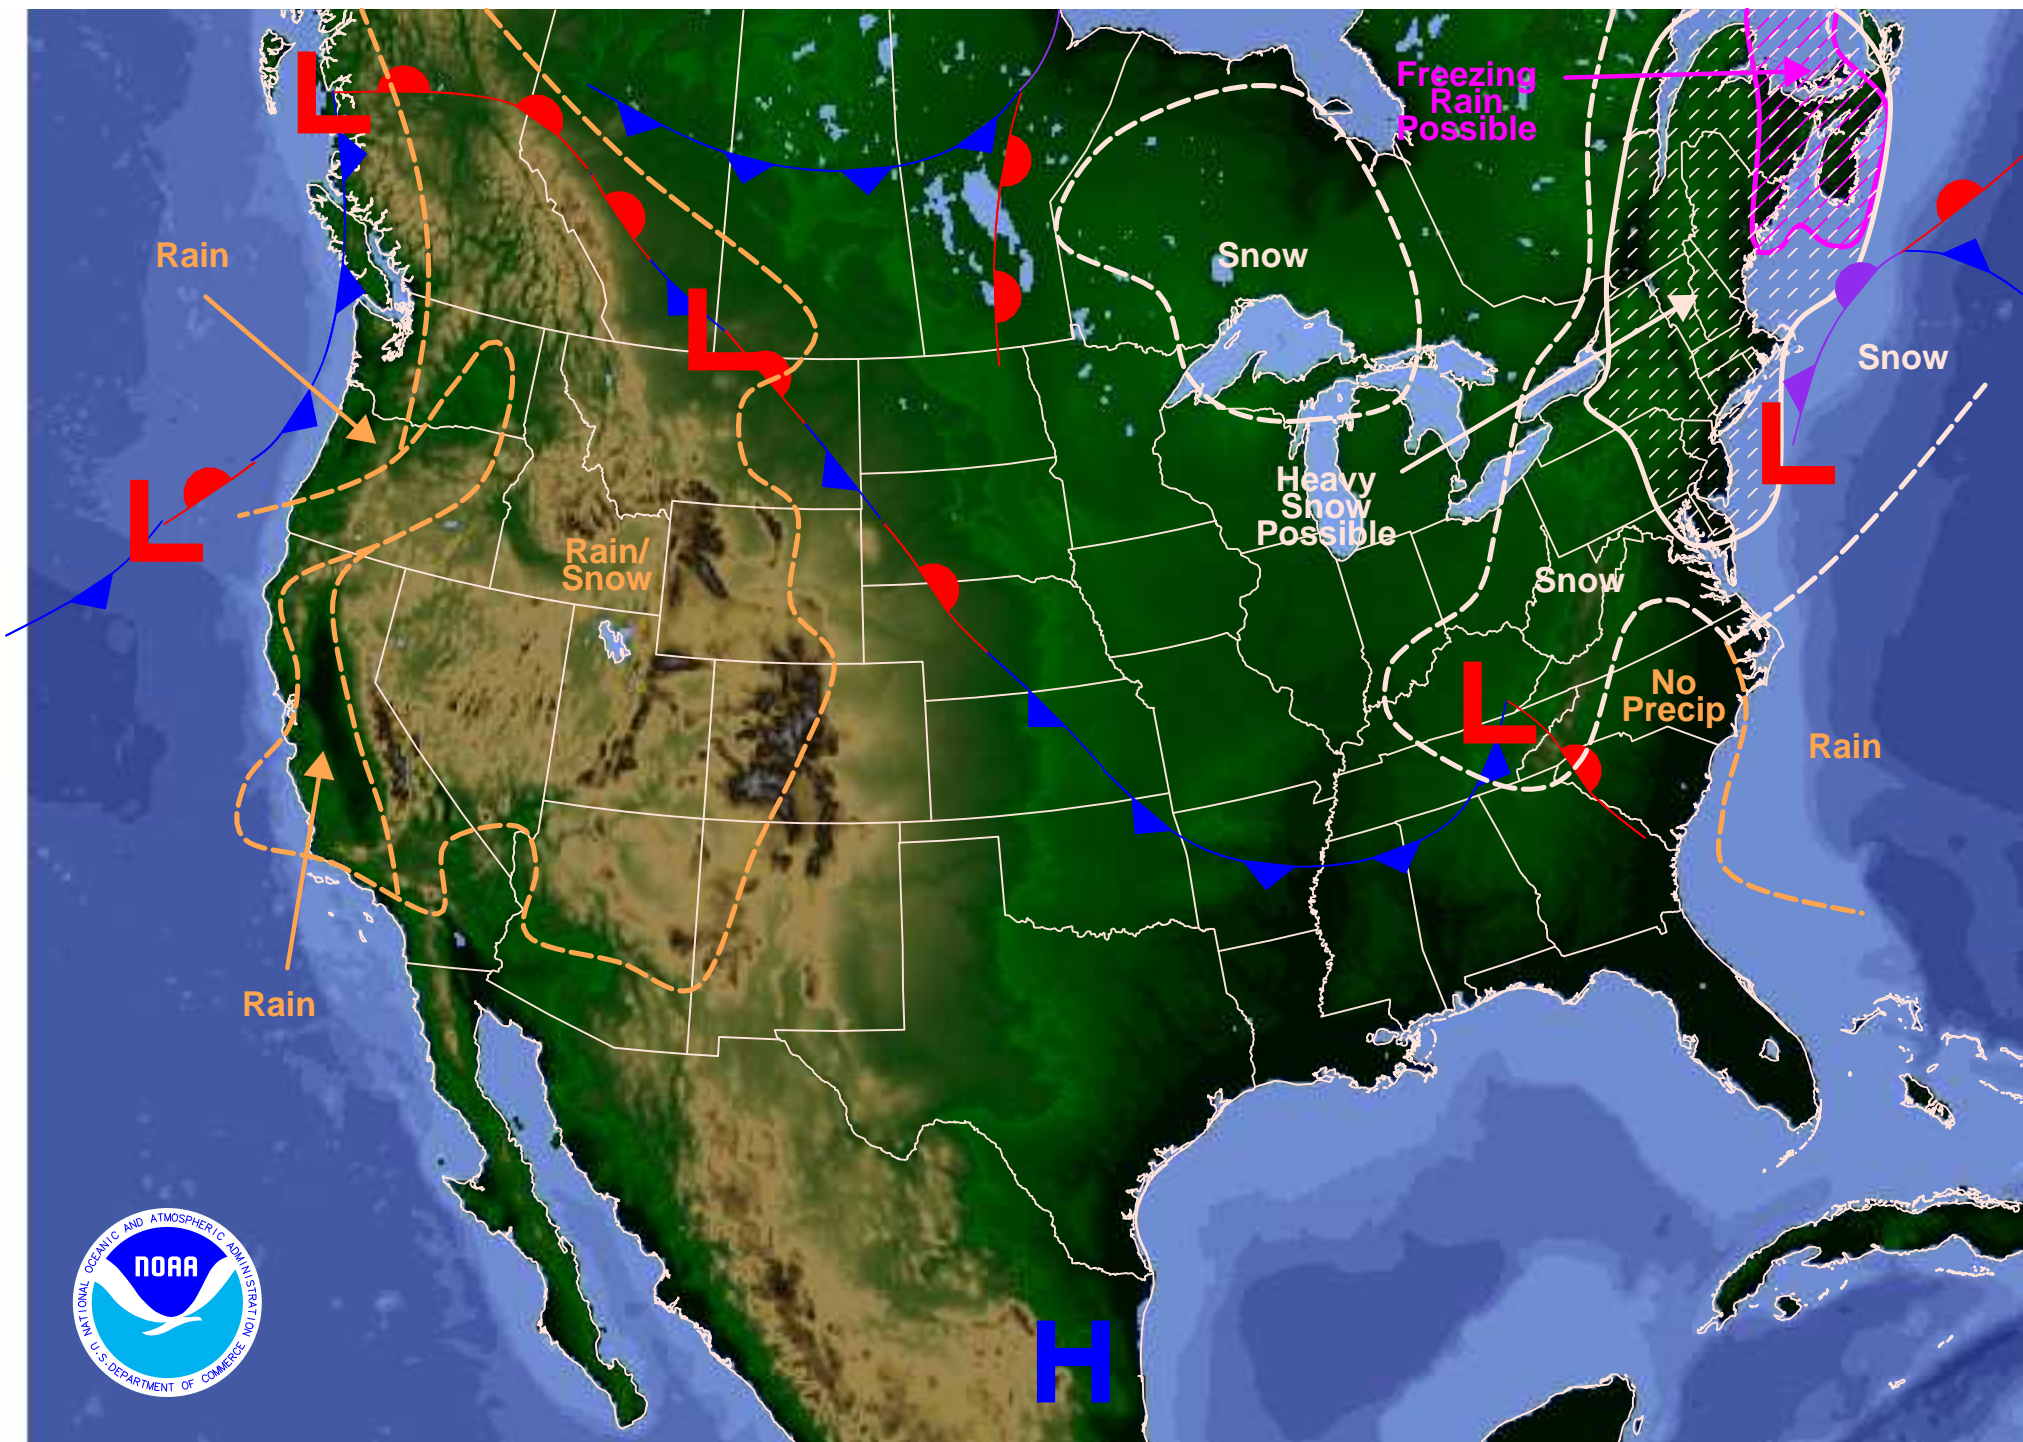 L
Freezing
Rain
Possible
Rain
Snow
L
Snow
L
Heavy
Snow
Possible
L
Rain/
Snow
Snow
L
No
Precip
L
Rain
Rain
H
NATIONAL OCEANIC AND ATMOSPHERIC ADMINISTRATION
NOAA
U.S. DEPARTMENT OF COMMERCE